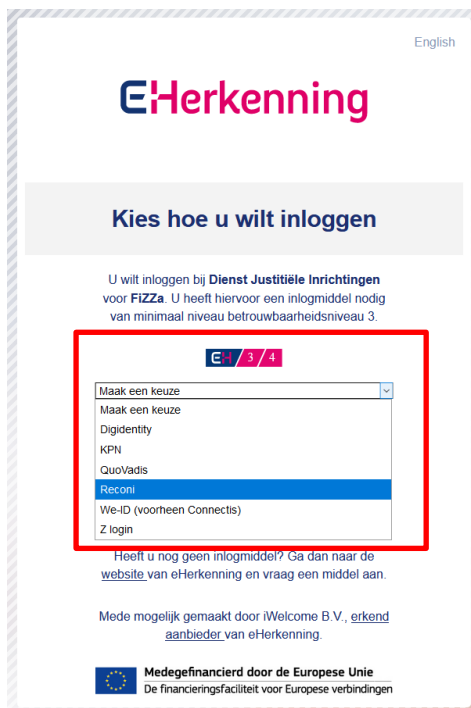 English
EHerkenning
Kies hoe u wilt inloggen
U wilt inloggen bij Dienst Justitiële Inrichtingen
voor FiZZa. U heeft hiervoor een inlogmiddel nodig
van minimaal niveau betrouwbaarheidsniveau 3.
EH/3/4
Maak een keuze
Maak een keuze
Digidentity
KPN
QuoVadis
Reconi
We-ID (voorheen Connectis)
Z login
Heeft u nog geen inlogmiddel? Ga dan naar de
website van eHerkenning en vraag een middel aan.
Mede mogelijk gemaakt door iWelcome B.V., erkend
aanbieder van eHerkenning.
Medegefinancierd door de Europese Unie
De financieringsfaciliteit voor Europese verbindingen